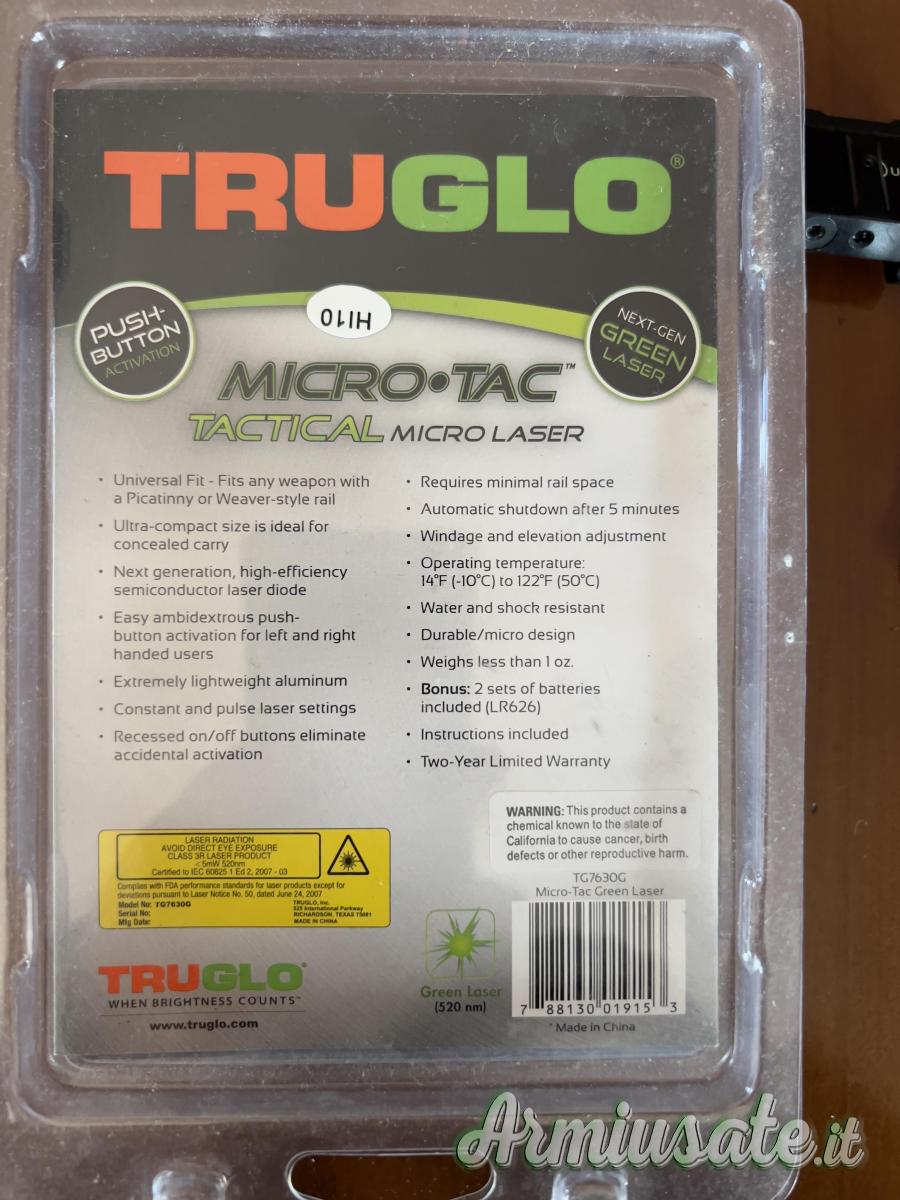 TRUGLO®
PUSH-
BUTTON
ACTIVATION
HI10
NEXT-GEN
GREEN
LASER
MICRO•TAC™
TACTICAL MICRO LASER
• Universal Fit - Fits any weapon with
a Picatinny or Weaver-style rail
• Ultra-compact size is ideal for
concealed carry
• Next generation, high-efficiency
semiconductor laser diode
• Easy ambidextrous push-
button activation for left and right
handed users
• Extremely lightweight aluminum
• Constant and pulse laser settings
• Recessed on/off buttons eliminate
accidental activation
• Requires minimal rail space
• Automatic shutdown after 5 minutes
• Windage and elevation adjustment
• Operating temperature:
14°F (-10°C) to 122°F (50°C)
• Water and shock resistant
• Durable/micro design
• Weighs less than 1 oz.
• Bonus: 2 sets of batteries
included (LR626)
• Instructions included
• Two-Year Limited Warranty
WARNING: This product contains a
chemical known to the state of
California to cause cancer, birth
defects or other reproductive harm.
LASER RADIATION
AVOID DIRECT EYE EXPOSURE
CLASS 3R LASER PRODUCT
<5mW 520nm
Certified to IEC 60825 1 Ed 2, 2007 - 03
Complies with FDA performance standards for laser products except for
deviations pursuant to Laser Notice No. 50, dated June 24, 2007
Model No: TG7630G
Serial No:
Mfg Date:
TRUGLO, Inc.
525 International Parkway
RICHARDSON, TEXAS 75081
MADE IN CHINA
TRUGLO®
WHEN BRIGHTNESS COUNTS™
www.truglo.com
Green Laser
(520 nm)
TG7630G
Micro-Tac Green Laser
7 88130 01915 3
* Made in China
Armiusate.it